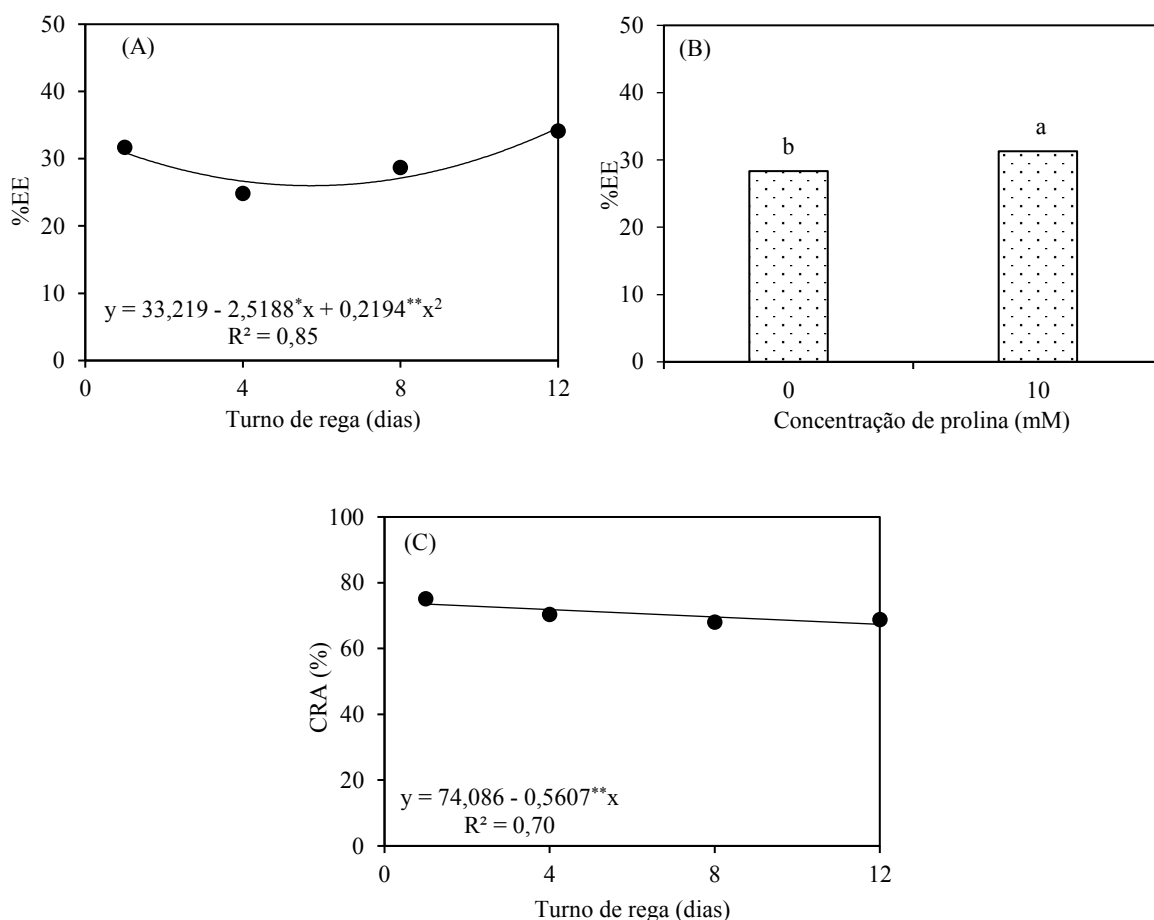 (A)
50
40
30
20
10
0
%EE
y = 33,219 - 2,5188*x + 0,2194**x²
R² = 0,85
0 4 8 12
Turno de rega (dias)
(B)
50
40
30
20
10
0
%EE
b
a
0 10
Concentração de prolina (mM)
(C)
100
80
60
40
20
0
CRA (%)
y = 74,086 - 0,5607**x
R² = 0,70
0 4 8 12
Turno de rega (dias)